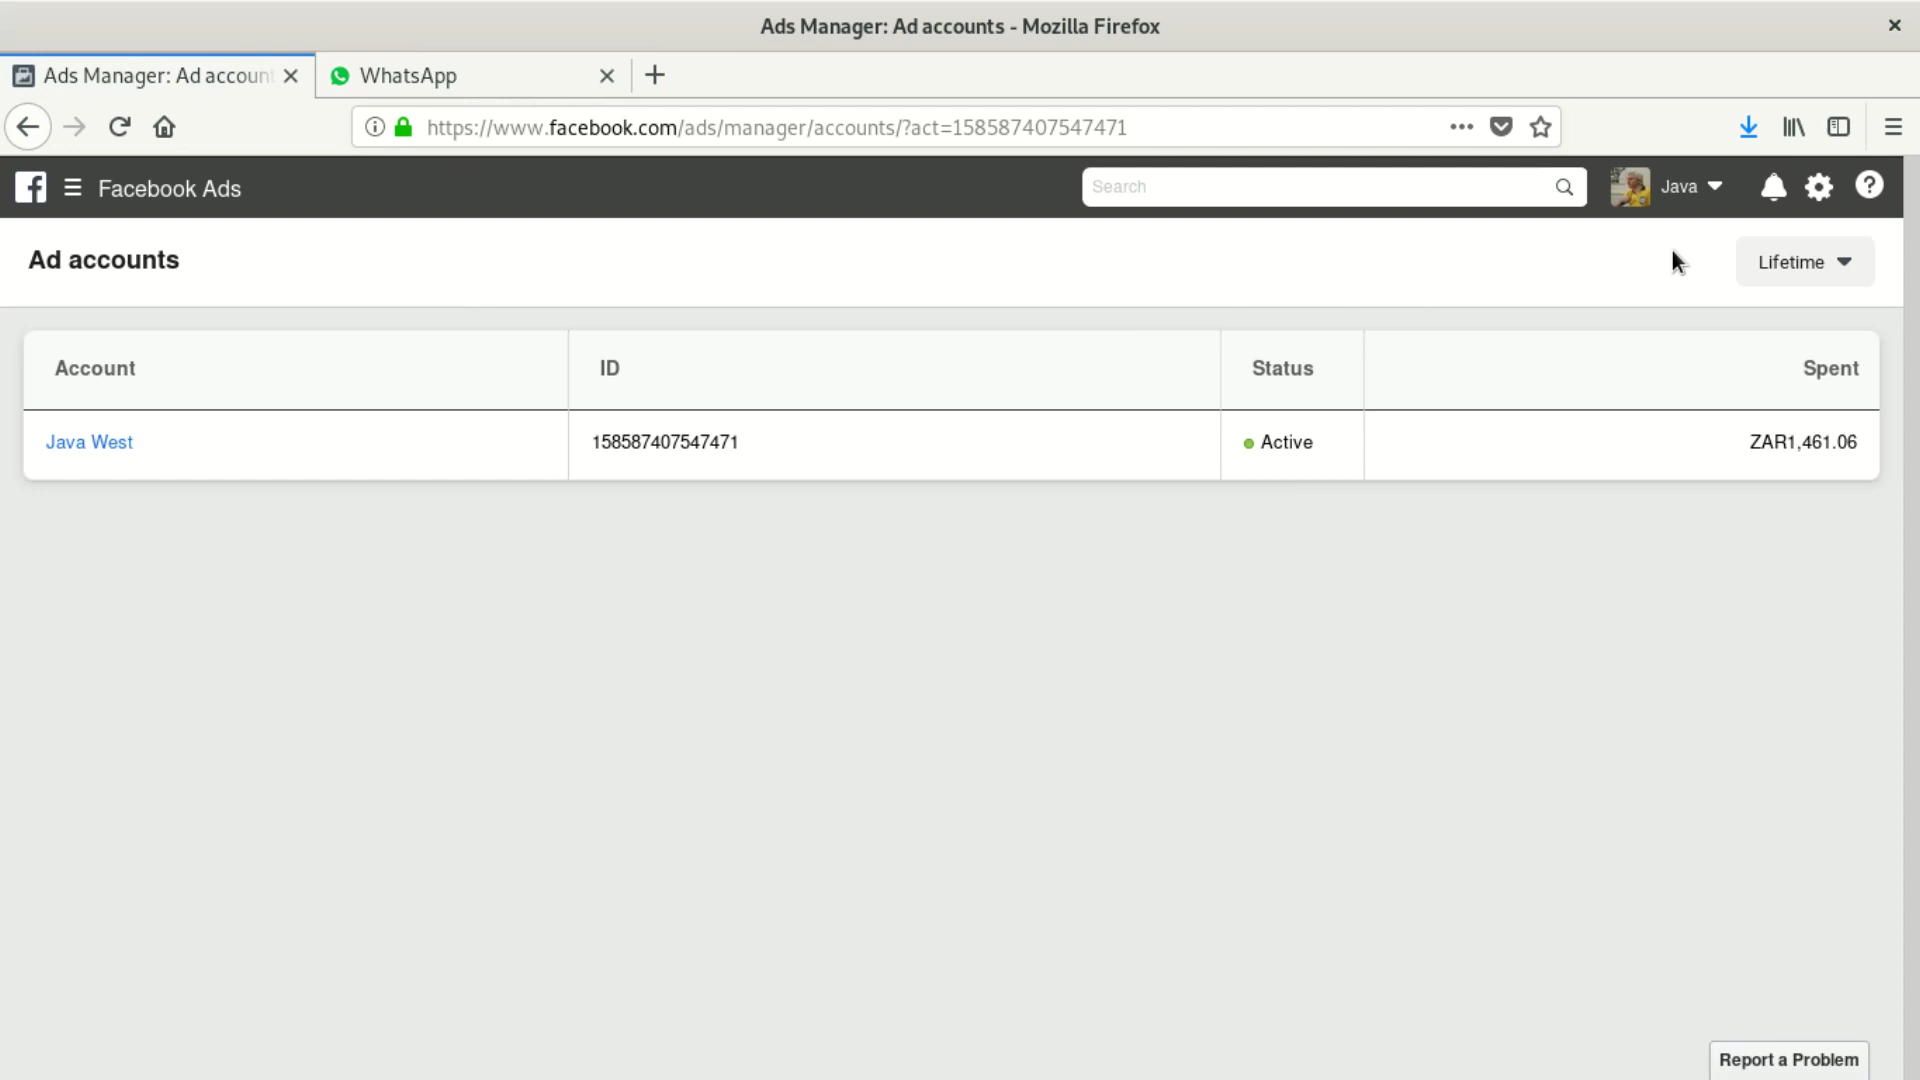 Ads Manager: Ad accounts - Mozilla Firefox
Ads Manager: Ad account
WhatsApp
https://www.facebook.com/ads/manager/accounts/?act=158587407547471
Facebook Ads
Search
Java
Ad accounts
Lifetime
Account ID Status Spent
Java West 158587407547471 Active ZAR1,461.06
Report a Problem